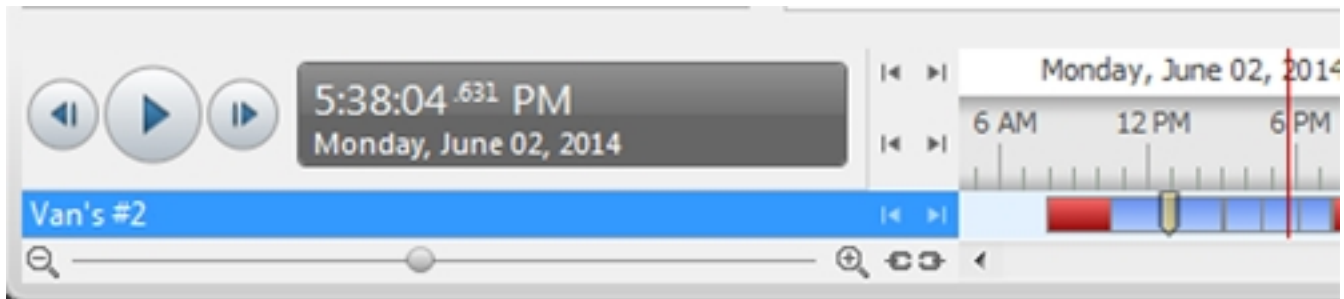 5:38:04 .631 PM
Monday, June 02, 2014
Monday, June 02, 2014
6 AM 12 PM 6 PM
Van's #2